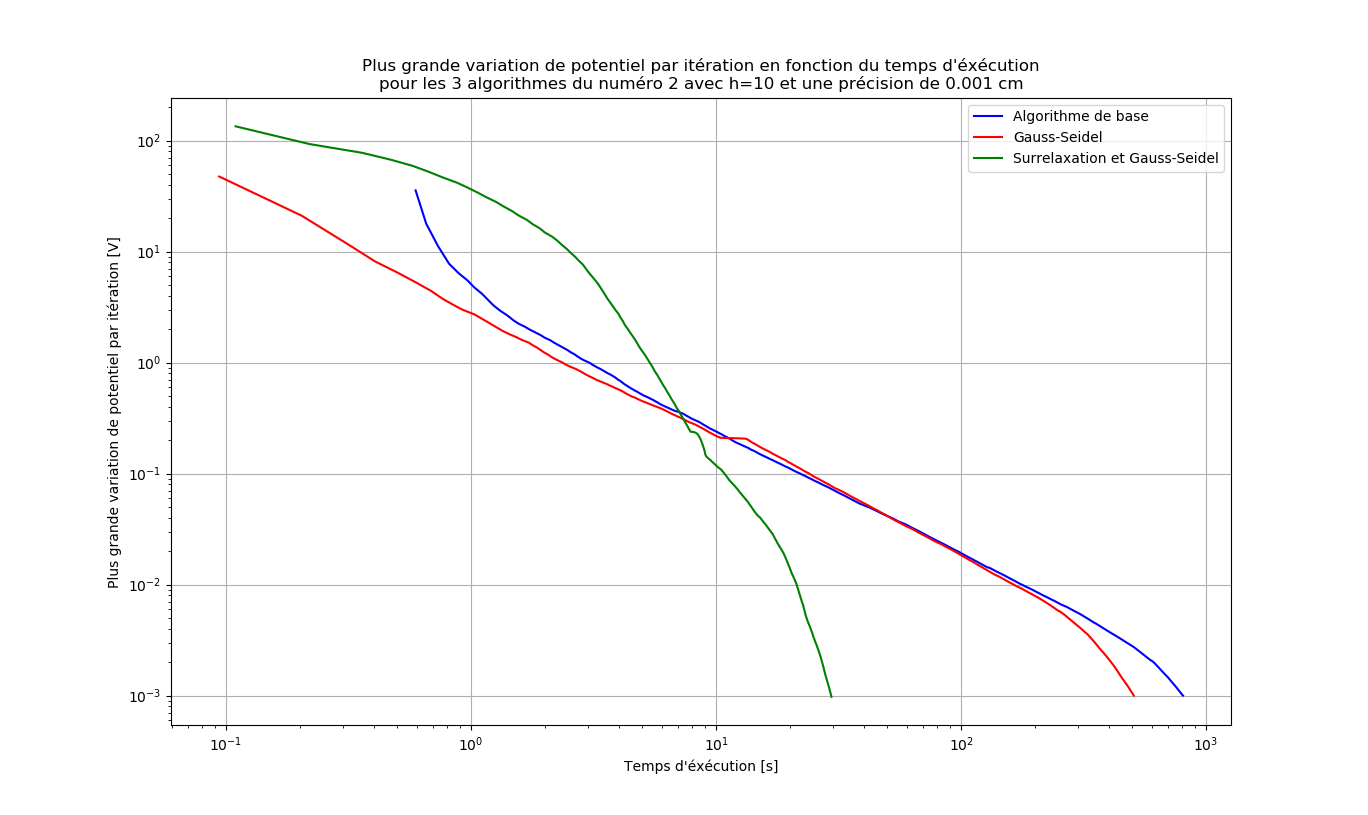 Plus grande variation de potentiel par itération en fonction du temps d'éxécution
pour les 3 algorithmes du numéro 2 avec h=10 et une précision de 0.001 cm
Algorithme de base
Gauss-Seidel
Surrelaxation et Gauss-Seidel
Plus grande variation de potentiel par itération [V]
10²
10¹
10⁰
10⁻¹
10⁻²
10⁻³
10⁻¹ 10⁰ 10¹ 10² 10³
Temps d'éxécution [s]